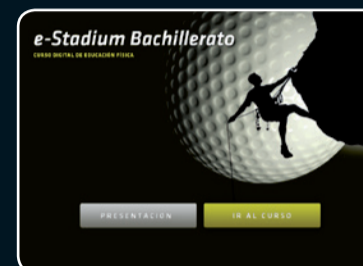 e-Stadium Bachillerato
CURSO DIGITAL DE EDUCACIÓN FÍSICA
PRESENTACIÓN
IR AL CURSO